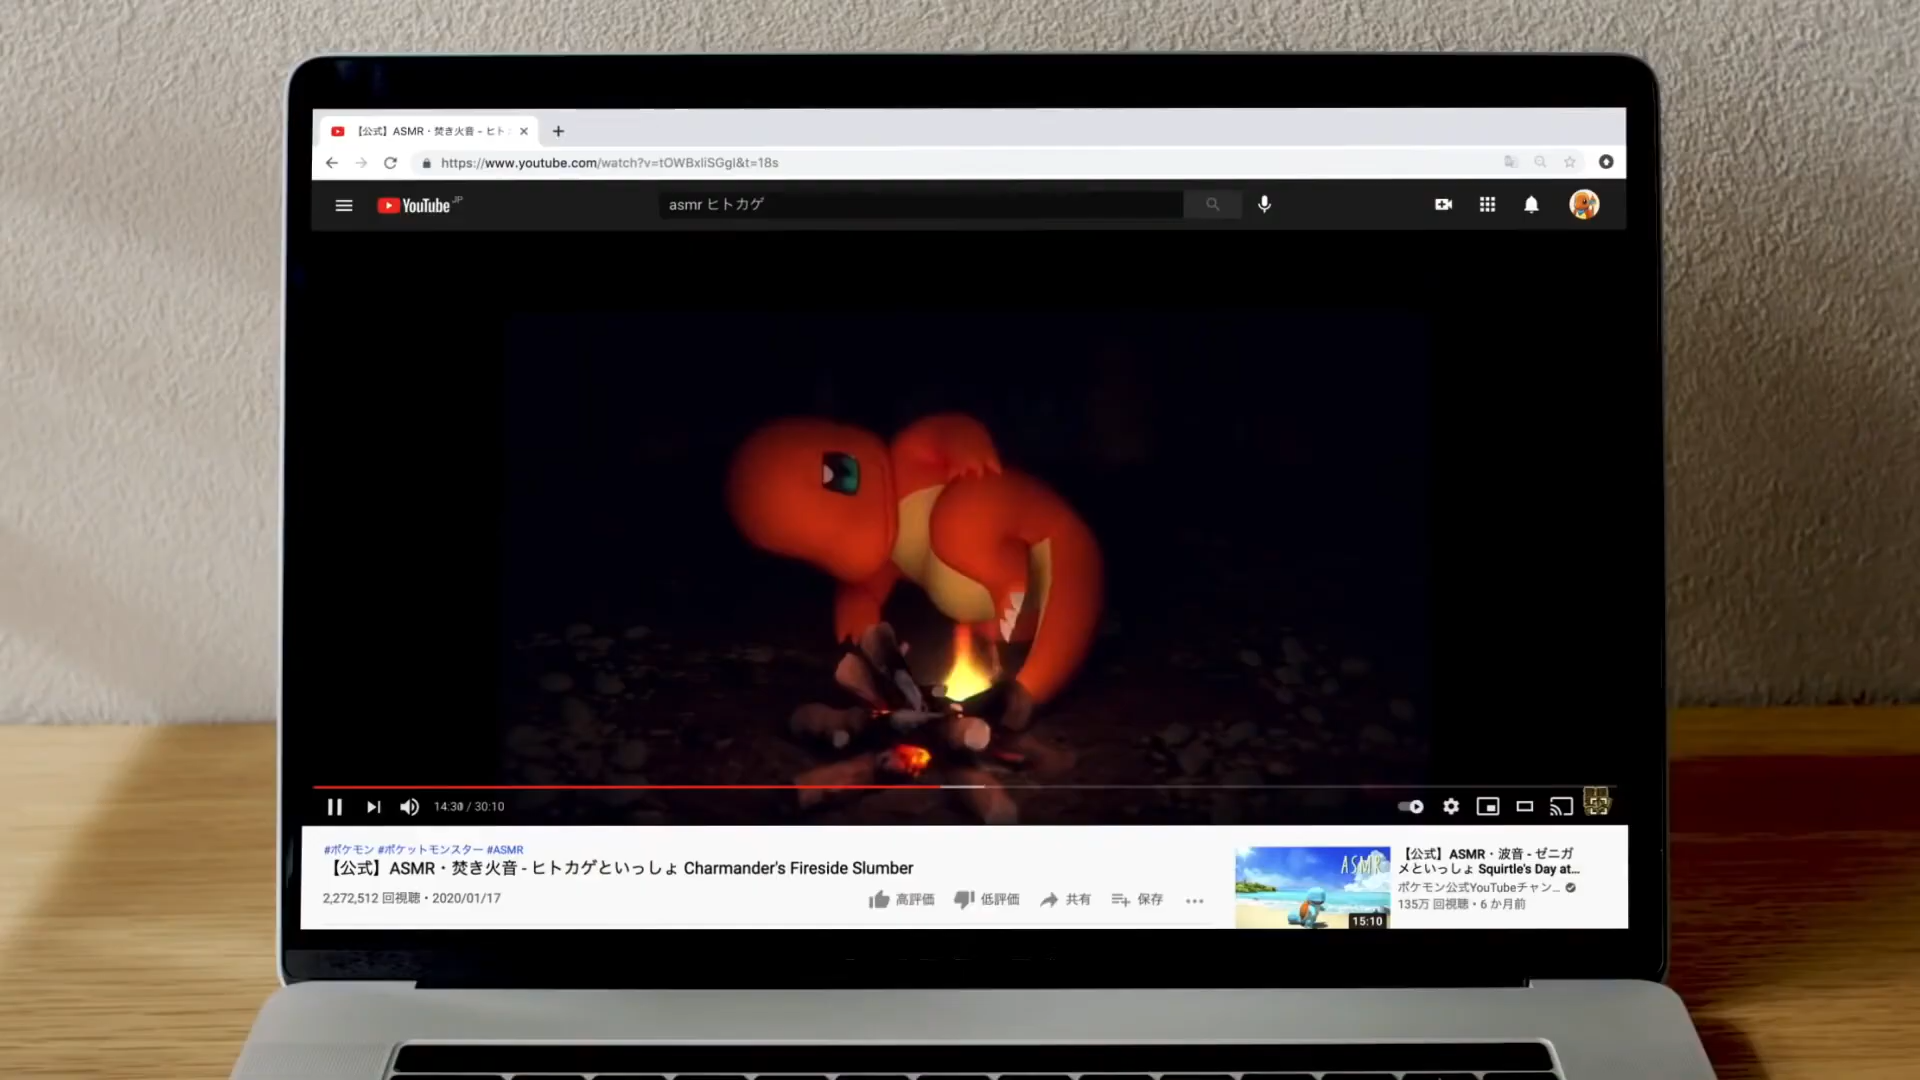 【公式】ASMR・焚き火音 - ヒト
https://www.youtube.com/watch?v=tOWBxliSGgI&t=18s
YouTube JP
asmr ヒトカゲ
14:30 / 30:10
#ポケモン #ポケットモンスター #ASMR
【公式】ASMR・焚き火音 - ヒトカゲといっしょ Charmander's Fireside Slumber
2,272,512 回視聴・2020/01/17
高評価 低評価 共有 保存
ASMR
15:10
【公式】ASMR・波音 - ゼニガ
メといっしょ Squirtle's Day at...
ポケモン公式YouTubeチャン...
135万 回視聴・6 か月前